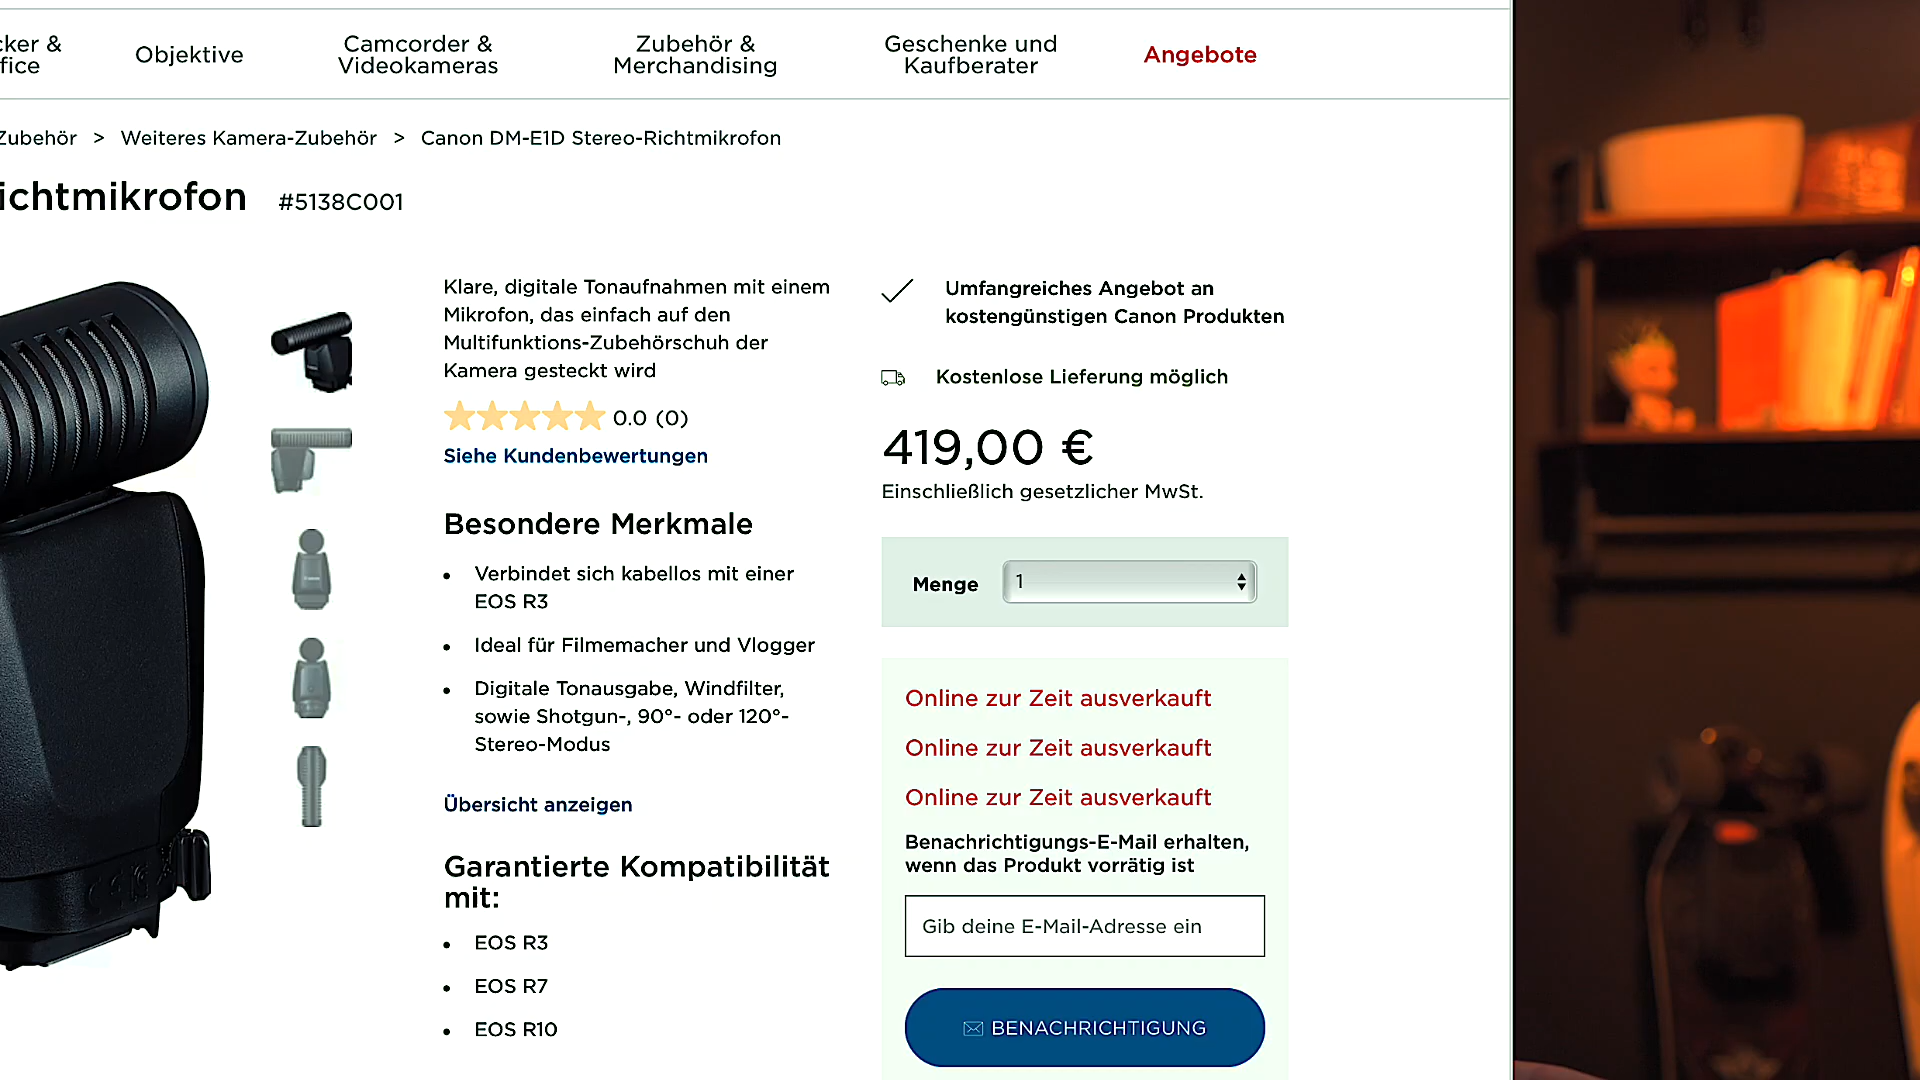 cker &
fice
Objektive
Camcorder &
Videokameras
Zubehör &
Merchandising
Geschenke und
Kaufberater
Angebote
Zubehör > Weiteres Kamera-Zubehör > Canon DM-E1D Stereo-Richtmikrofon
ichtmikrofon #5138C001
Klare, digitale Tonaufnahmen mit einem
Mikrofon, das einfach auf den
Multifunktions-Zubehörschuh der
Kamera gesteckt wird
0.0 (0)
Siehe Kundenbewertungen
Besondere Merkmale
• Verbindet sich kabellos mit einer
EOS R3
• Ideal für Filmemacher und Vlogger
• Digitale Tonausgabe, Windfilter,
sowie Shotgun-, 90°- oder 120°-
Stereo-Modus
Übersicht anzeigen
Garantierte Kompatibilität
mit:
• EOS R3
• EOS R7
• EOS R10
Umfangreiches Angebot an
kostengünstigen Canon Produkten
Kostenlose Lieferung möglich
419,00 €
Einschließlich gesetzlicher MwSt.
Menge 1
Online zur Zeit ausverkauft
Online zur Zeit ausverkauft
Online zur Zeit ausverkauft
Benachrichtigungs-E-Mail erhalten,
wenn das Produkt vorrätig ist
Gib deine E-Mail-Adresse ein
BENACHRICHTIGUNG